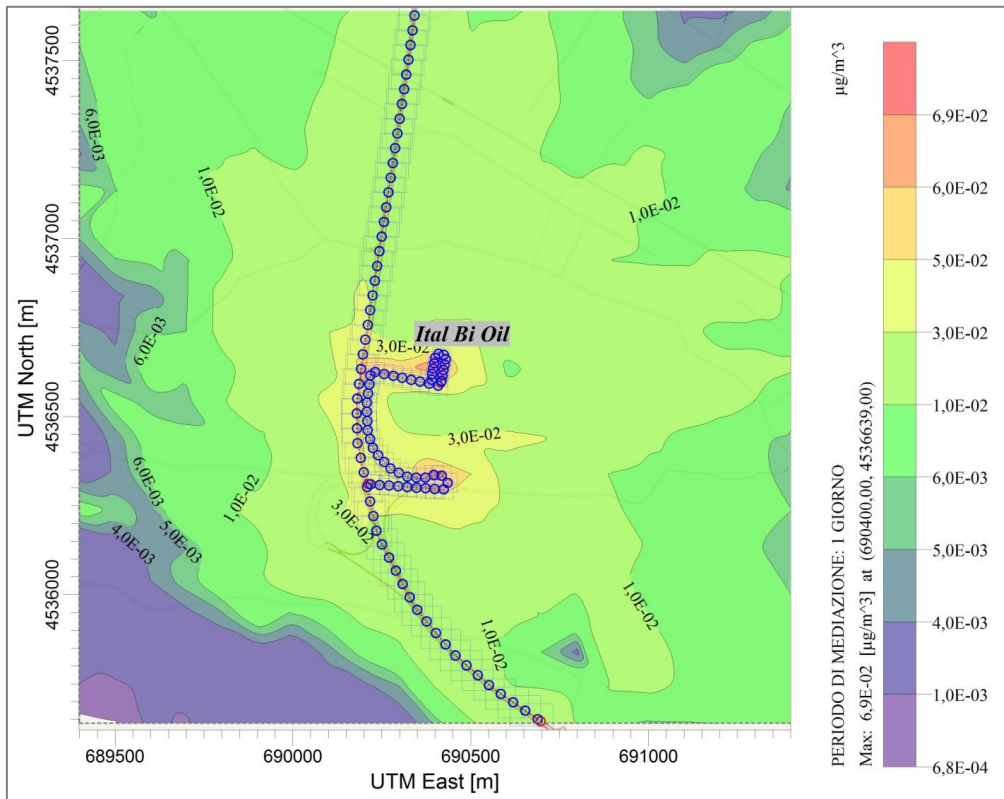 µg/m^3
4537500
4537000
4536500
4536000
UTM North [m]
689500
690000
690500
691000
UTM East [m]
6,0E-03
1,0E-02
1,0E-02
Ital Bi Oil
3,0E-02
6,0E-03
3,0E-02
6,0E-03
1,0E-02
3,0E-02
4,0E-03
5,0E-03
1,0E-02
1,0E-02
PERIODO DI MEDIAZIONE: 1 GIORNO
Max: 6,9E-02 [µg/m^3] at (690400,00, 4536639,00)
6,9E-02
6,0E-02
5,0E-02
3,0E-02
1,0E-02
6,0E-03
5,0E-03
4,0E-03
1,0E-03
6,8E-04